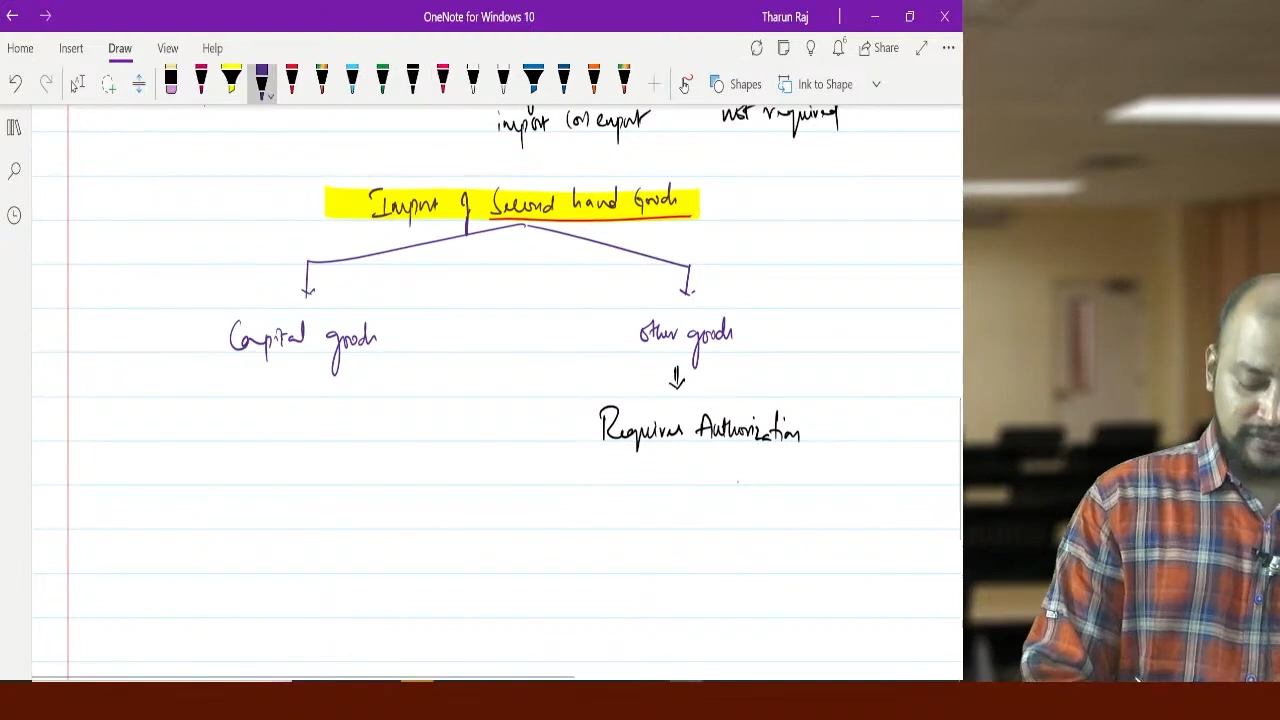 OneNote for Windows 10
Tharun Raj
Home Insert Draw View Help
6
Share
Shapes
Ink to Shape
import (or) export not required
Import of Second hand Goods
Capital goods other goods
Requires Authorization